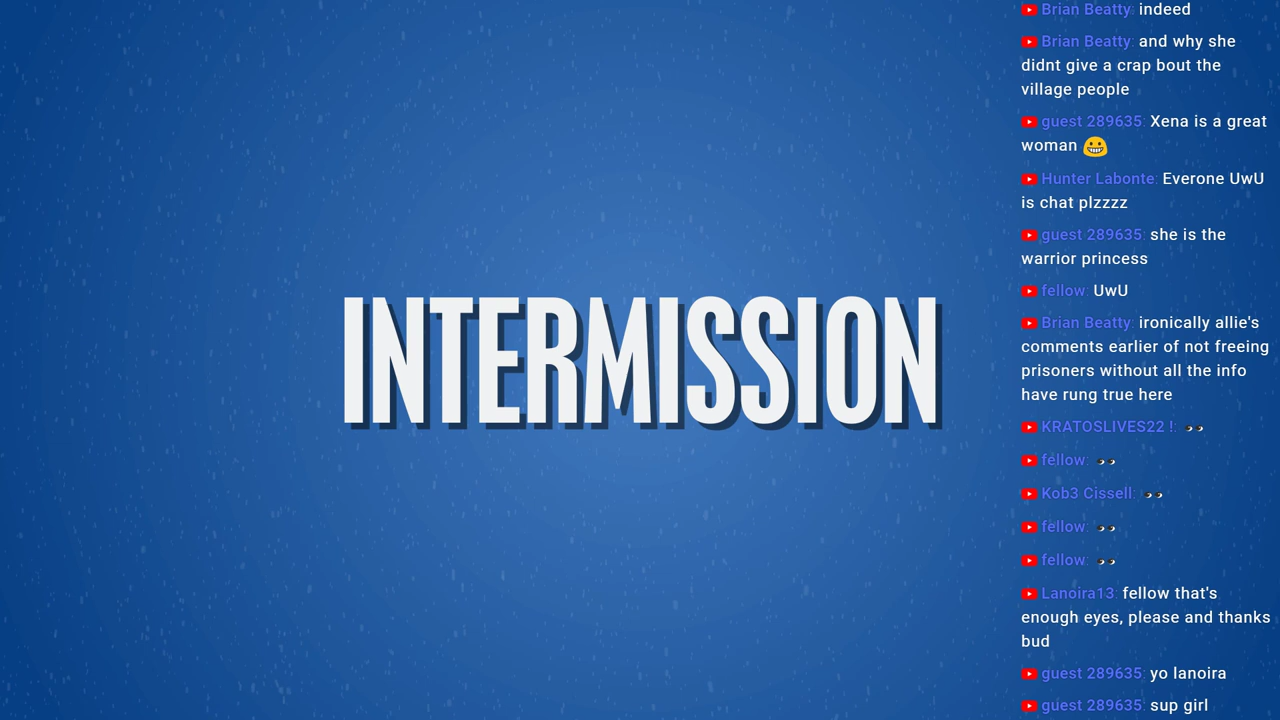 INTERMISSION
Brian Beatty: indeed
Brian Beatty: and why she
didnt give a crap bout the
village people
guest 289635: Xena is a great
woman 😀
Hunter Labonte: Everone UwU
is chat plzzzz
guest 289635: she is the
warrior princess
fellow: UwU
Brian Beatty: ironically allie's
comments earlier of not freeing
prisoners without all the info
have rung true here
KRATOSLIVES22 !: 👀
fellow: 👀
Kob3 Cissell: 👀
fellow: 👀
fellow: 👀
Lanoira13: fellow that's
enough eyes, please and thanks
bud
guest 289635: yo lanoira
guest 289635: sup girl